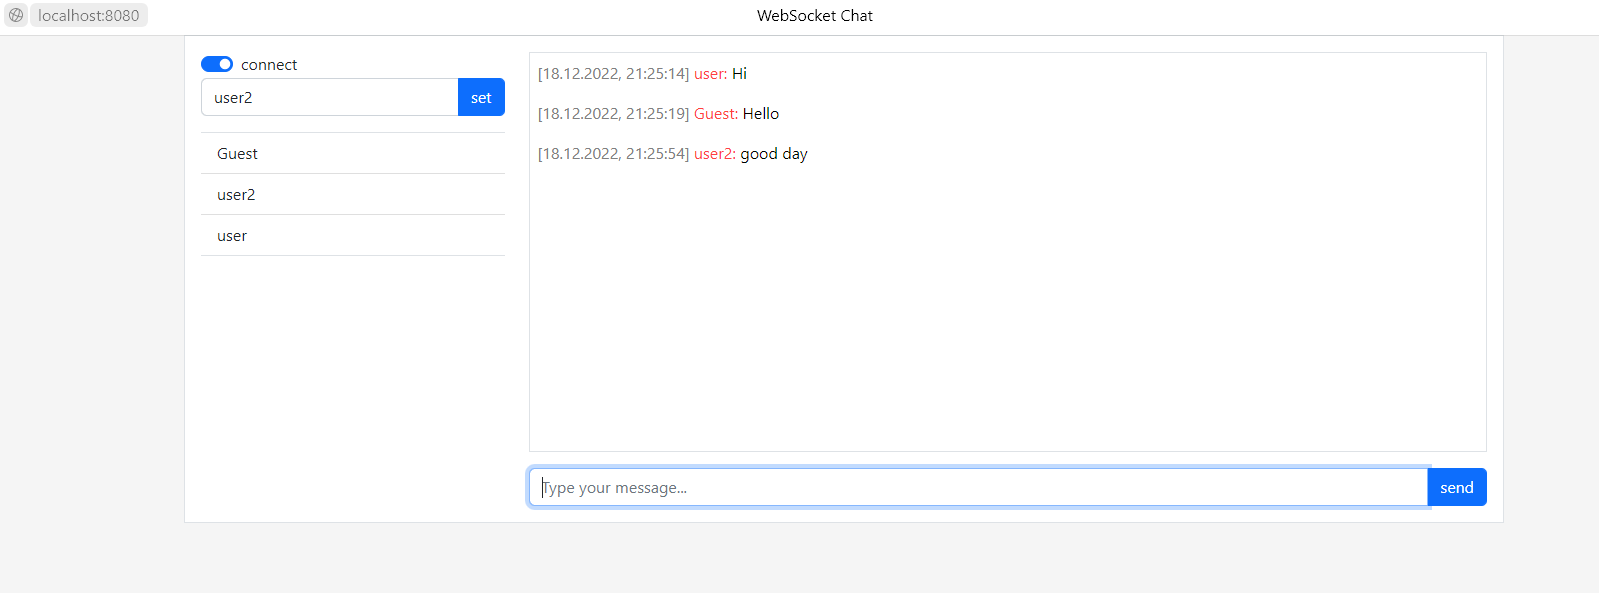 localhost:8080
WebSocket Chat
connect
user2
set
Guest
user2
user
[18.12.2022, 21:25:14] user: Hi
[18.12.2022, 21:25:19] Guest: Hello
[18.12.2022, 21:25:54] user2: good day
Type your message...
send